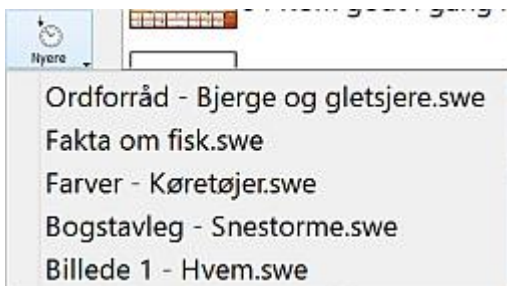 Nyere
Ordforråd - Bjerge og gletsjere.swe
Fakta om fisk.swe
Farver - Køretøjer.swe
Bogstavleg - Snestorme.swe
Billede 1 - Hvem.swe